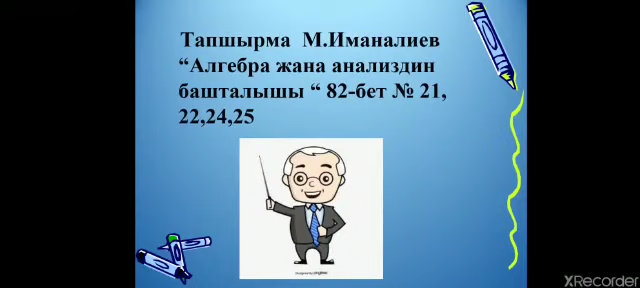 Тапшырма М.Иманалиев
“Алгебра жана анализдин
башталышы “ 82-бет № 21,
22,24,25
XRecorder